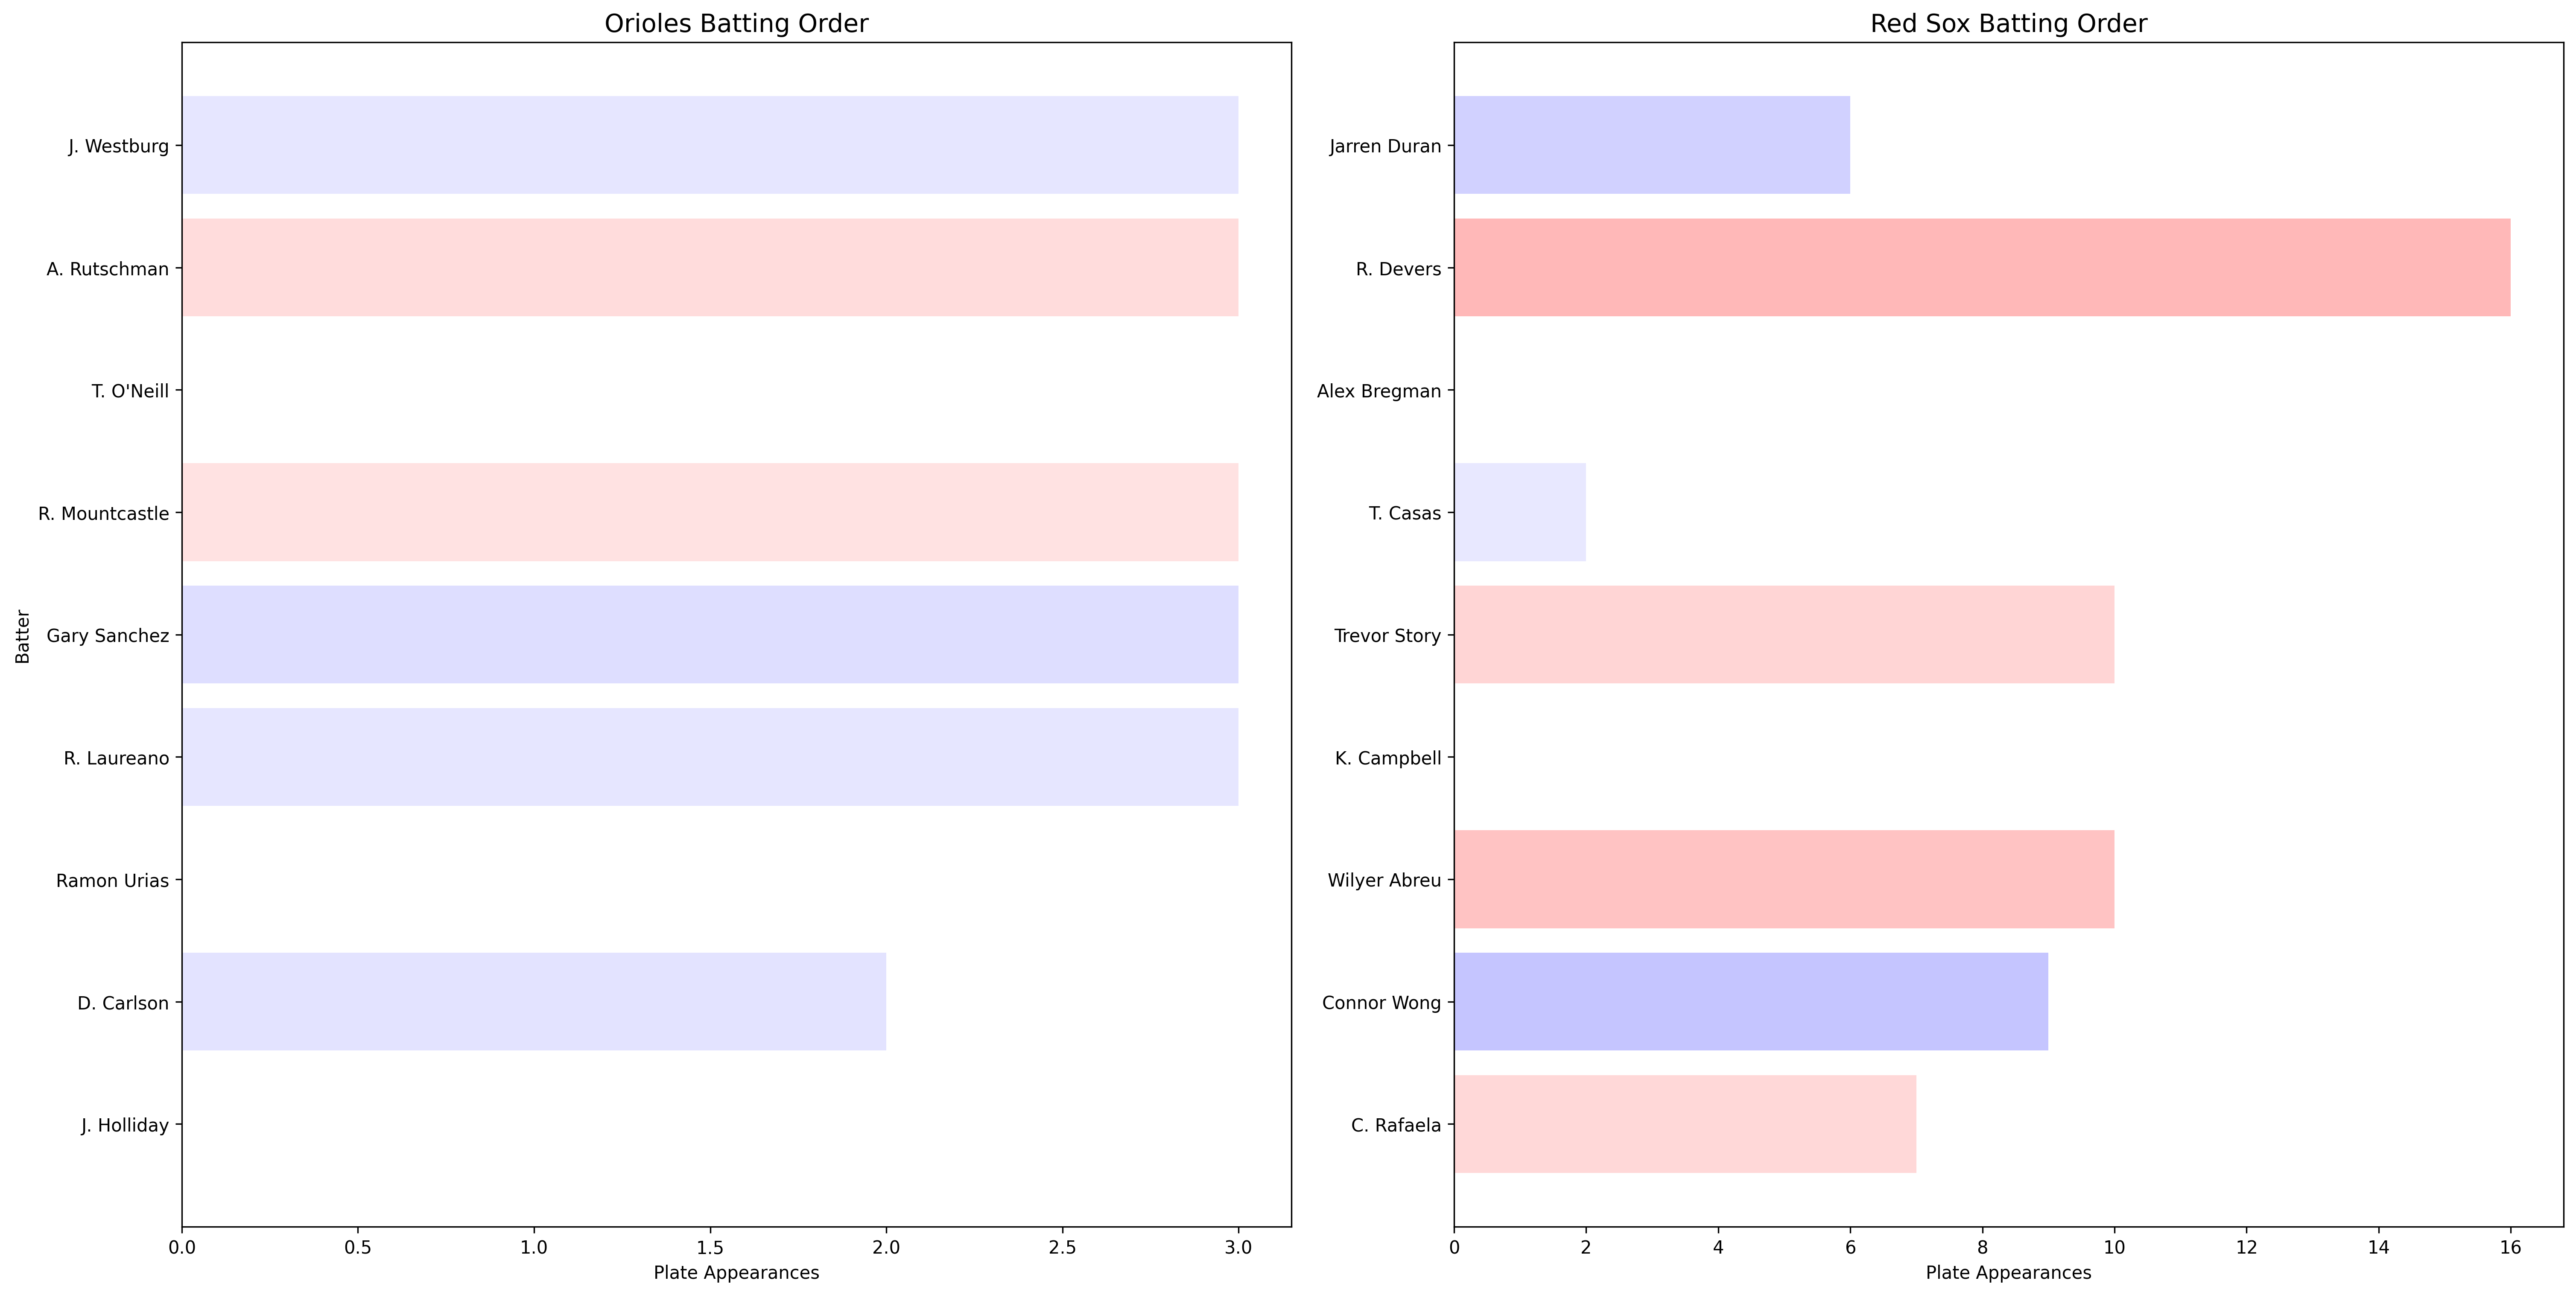 Orioles Batting Order
Batter
J. Westburg
A. Rutschman
T. O'Neill
R. Mountcastle
Gary Sanchez
R. Laureano
Ramon Urias
D. Carlson
J. Holliday
0.0 0.5 1.0 1.5 2.0 2.5 3.0
Plate Appearances
Red Sox Batting Order
Jarren Duran
R. Devers
Alex Bregman
T. Casas
Trevor Story
K. Campbell
Wilyer Abreu
Connor Wong
C. Rafaela
0 2 4 6 8 10 12 14 16
Plate Appearances